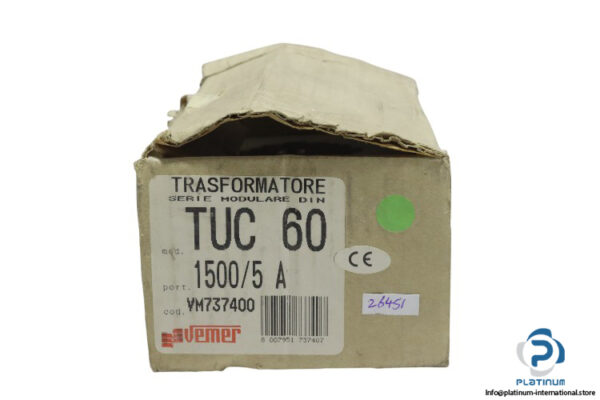 TRASFORMATORE
SERIE MODULARE DIN
mod. TUC 60
port. 1500/5 A
cod. VM737400
vemer
8 007951 737407
CE
26451
PLATINUM
Info@platinum-international.store